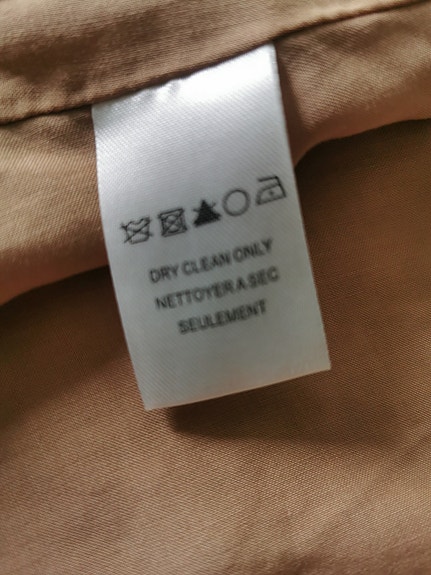 DRY CLEAN ONLY
NETTOYER A SEC
SEULEMENT